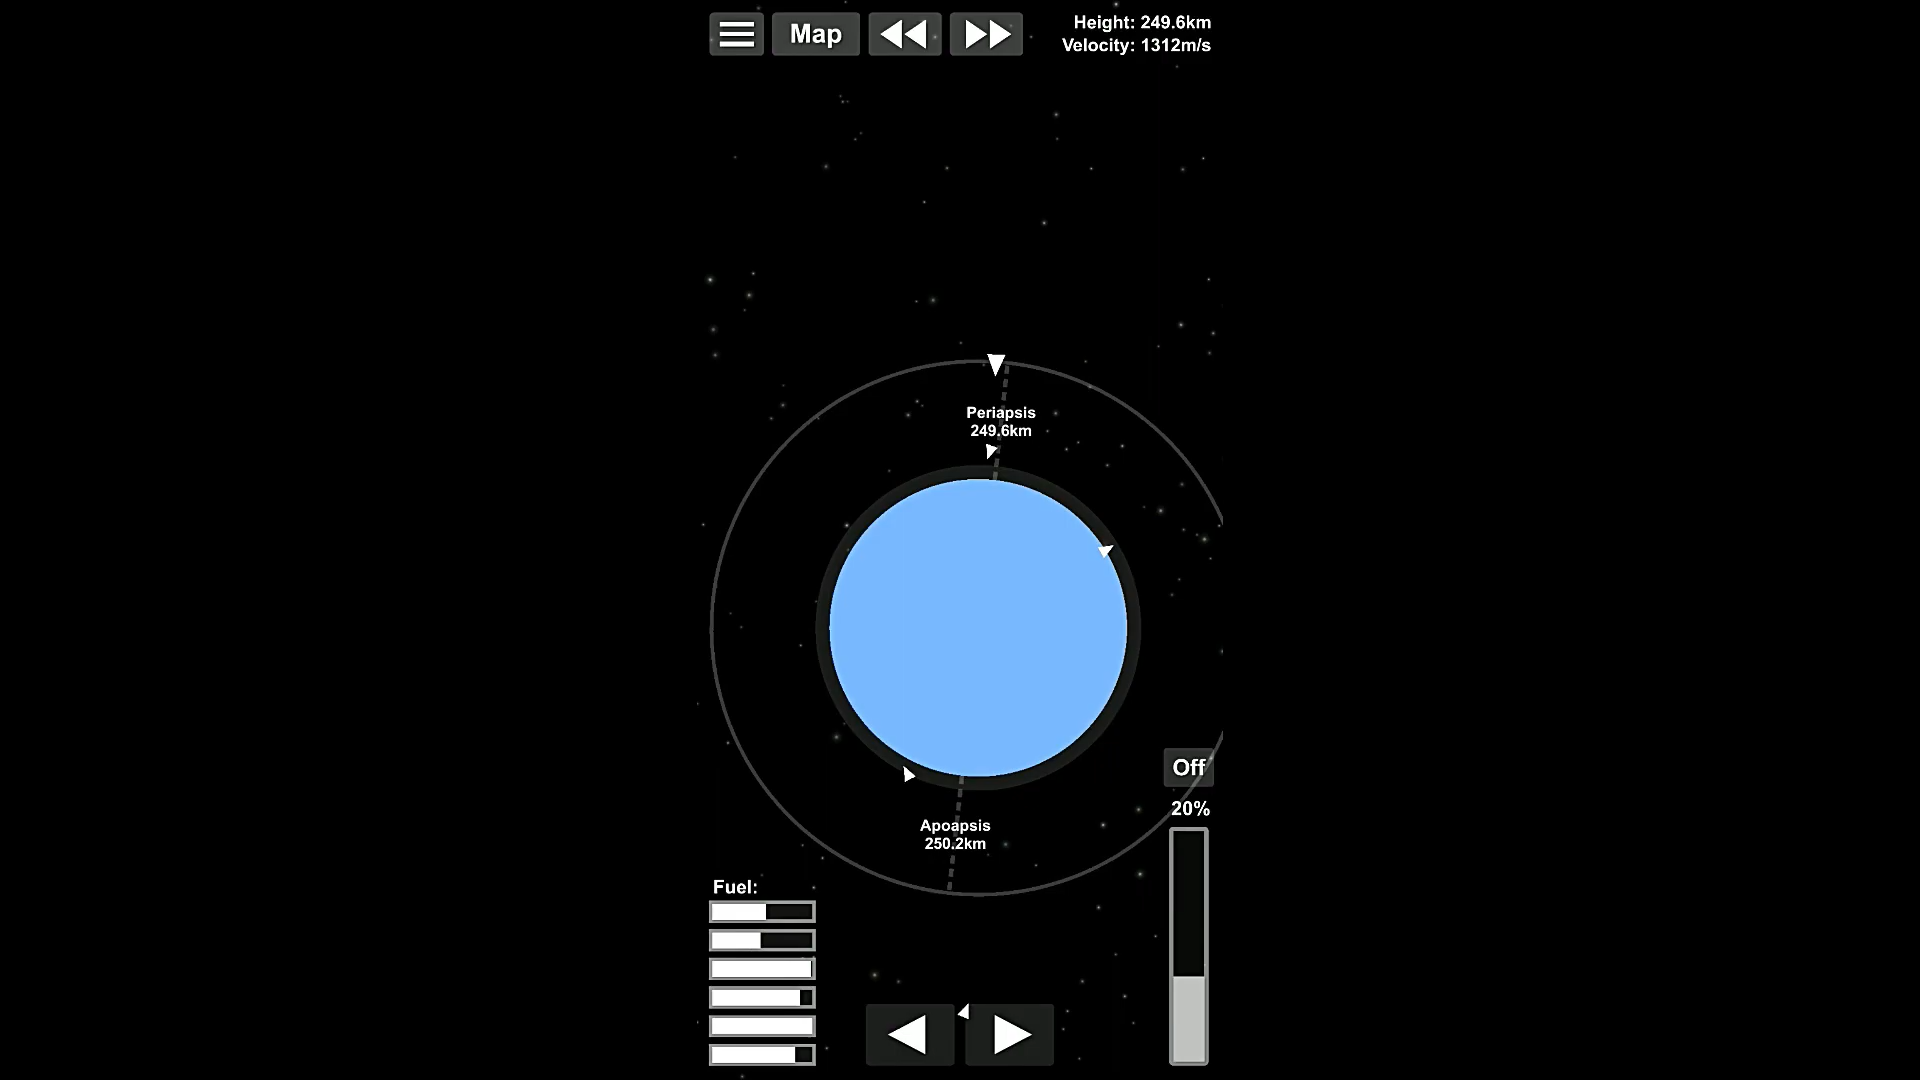 Map
Height: 249.6km
Velocity: 1312m/s
Periapsis
249.6km
Off
20%
Apoapsis
250.2km
Fuel: